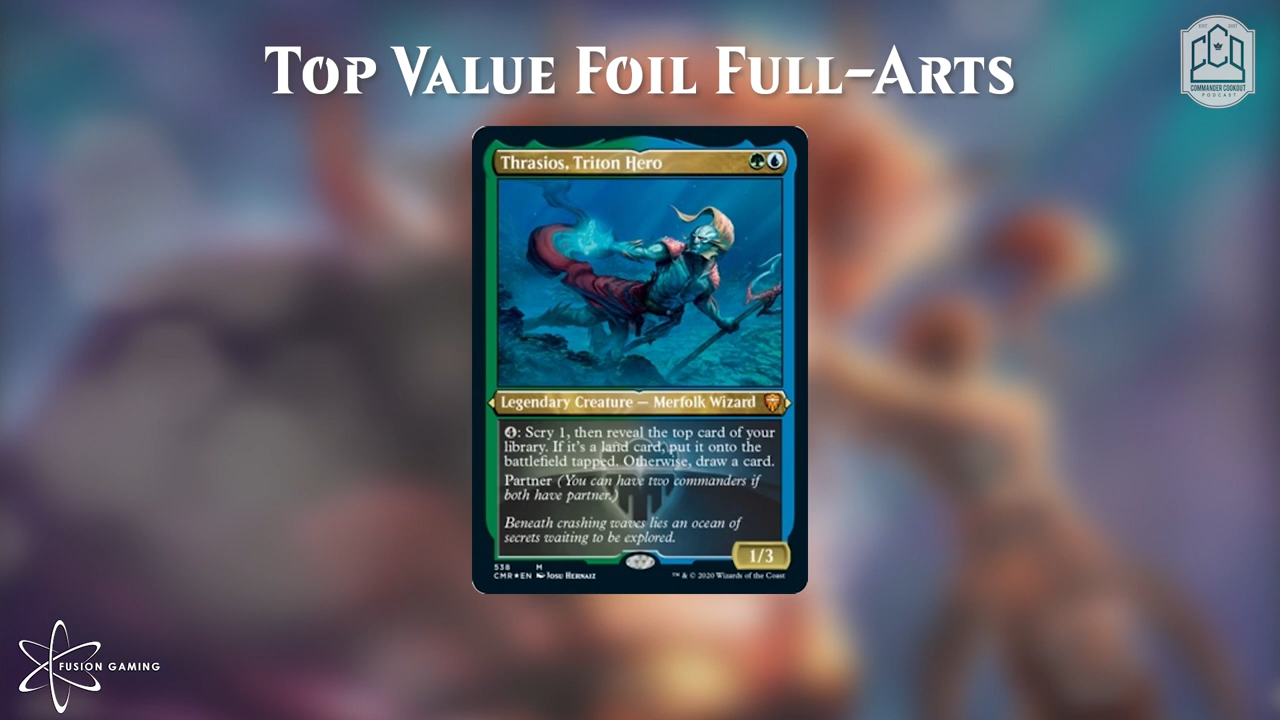 Top Value Foil Full-Arts
COMMANDER COOKOUT
PODCAST
Thrasios, Triton Hero
Legendary Creature — Merfolk Wizard
4: Scry 1, then reveal the top card of your
library. If it's a land card, put it onto the
battlefield tapped. Otherwise, draw a card.
Partner (You can have two commanders if
both have partner.)
Beneath crashing waves lies an ocean of
secrets waiting to be explored.
1/3
538 M
CMR★EN Josu Hernaiz
™ & © 2020 Wizards of the Coast
FUSION GAMING